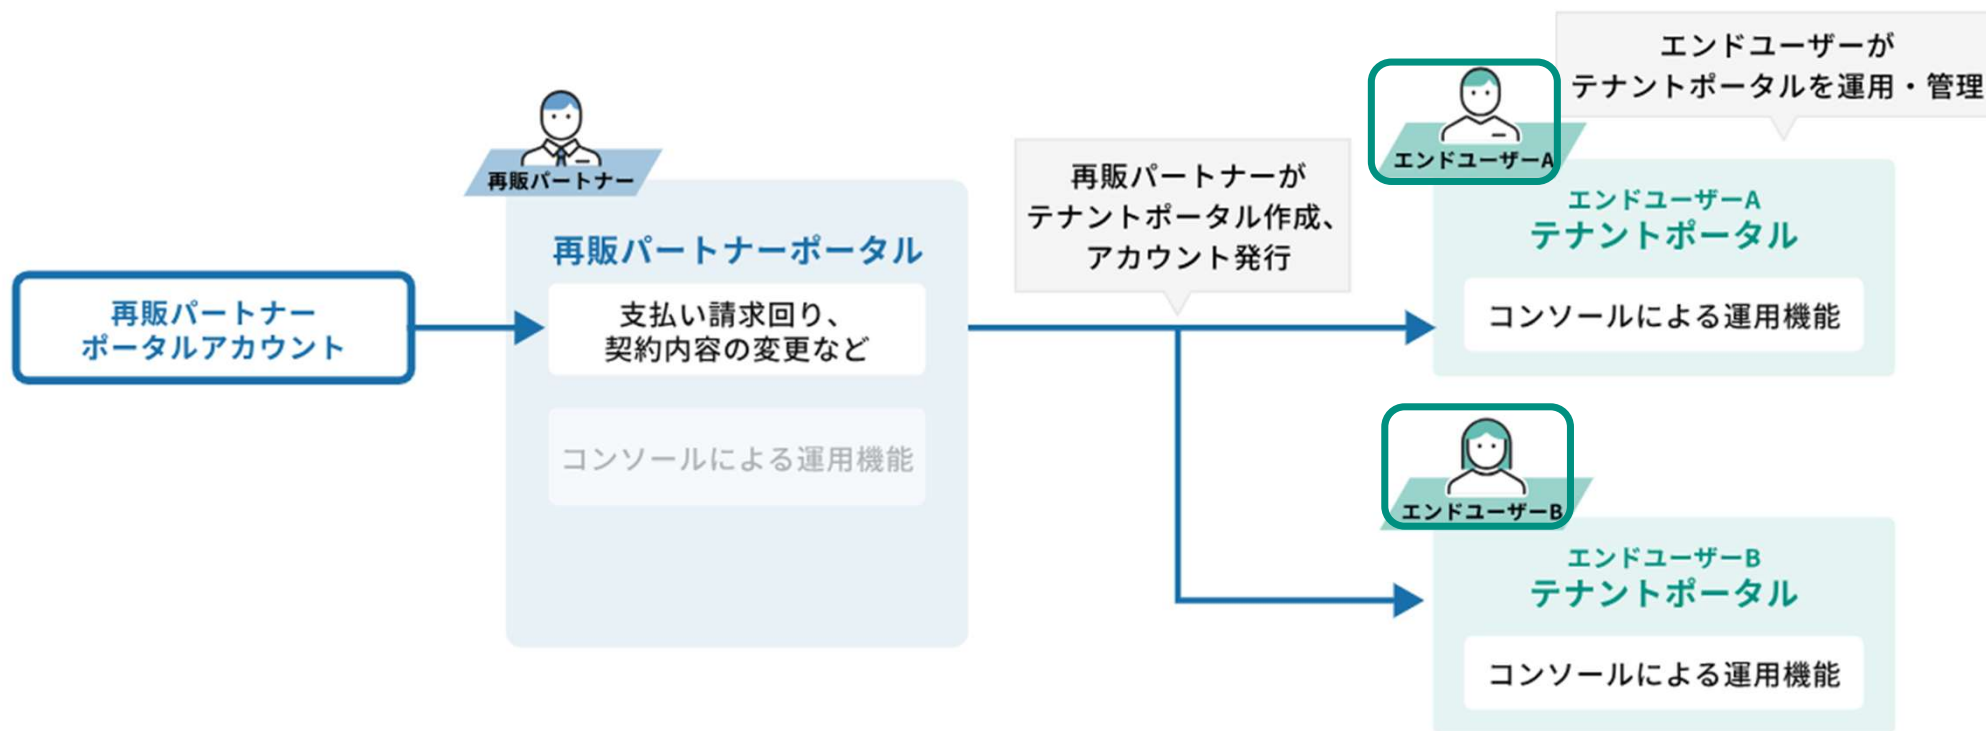 再販パートナー
ポータルアカウント
再販パートナー
再販パートナーポータル
支払い請求回り、
契約内容の変更など
コンソールによる運用機能
再販パートナーが
テナントポータル作成、
アカウント発行
エンドユーザーが
テナントポータルを運用・管理
エンドユーザーA
エンドユーザーA
テナントポータル
コンソールによる運用機能
エンドユーザーB
エンドユーザーB
テナントポータル
コンソールによる運用機能